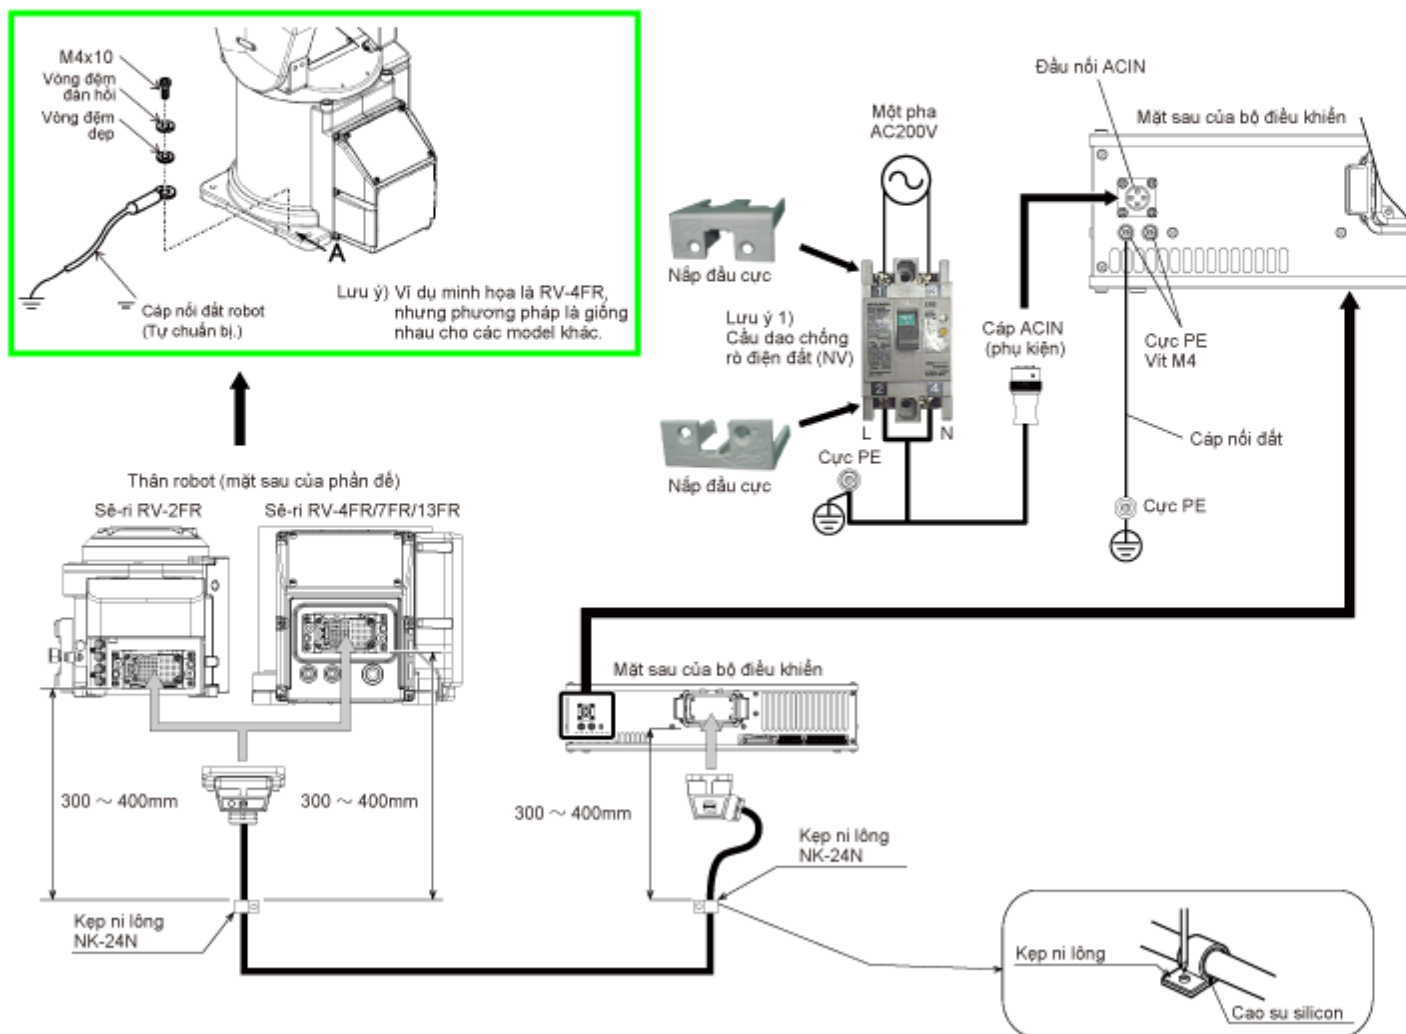 M4x10
Vòng đệm
đàn hồi
Vòng đệm
dẹp
A
Cáp nối đất robot
(Tự chuẩn bị.)
Lưu ý) Ví dụ minh họa là RV-4FR,
nhưng phương pháp là giống
nhau cho các model khác.
Một pha
AC200V
Đầu nối ACIN
Mặt sau của bộ điều khiển
Nắp đầu cực
Lưu ý 1)
Cầu dao chống
rò điện đất (NV)
1
3
2
4
L
N
Nắp đầu cực
Cực PE
Cáp ACIN
(phụ kiện)
Cực PE
Vít M4
Cáp nối đất
Cực PE
Thân robot (mặt sau của phần đế)
Sê-ri RV-2FR
Sê-ri RV-4FR/7FR/13FR
300 ～ 400mm
300 ～ 400mm
Kẹp ni lông
NK-24N
Mặt sau của bộ điều khiển
300 ～ 400mm
Kẹp ni lông
NK-24N
Kẹp ni lông
Cao su silicon